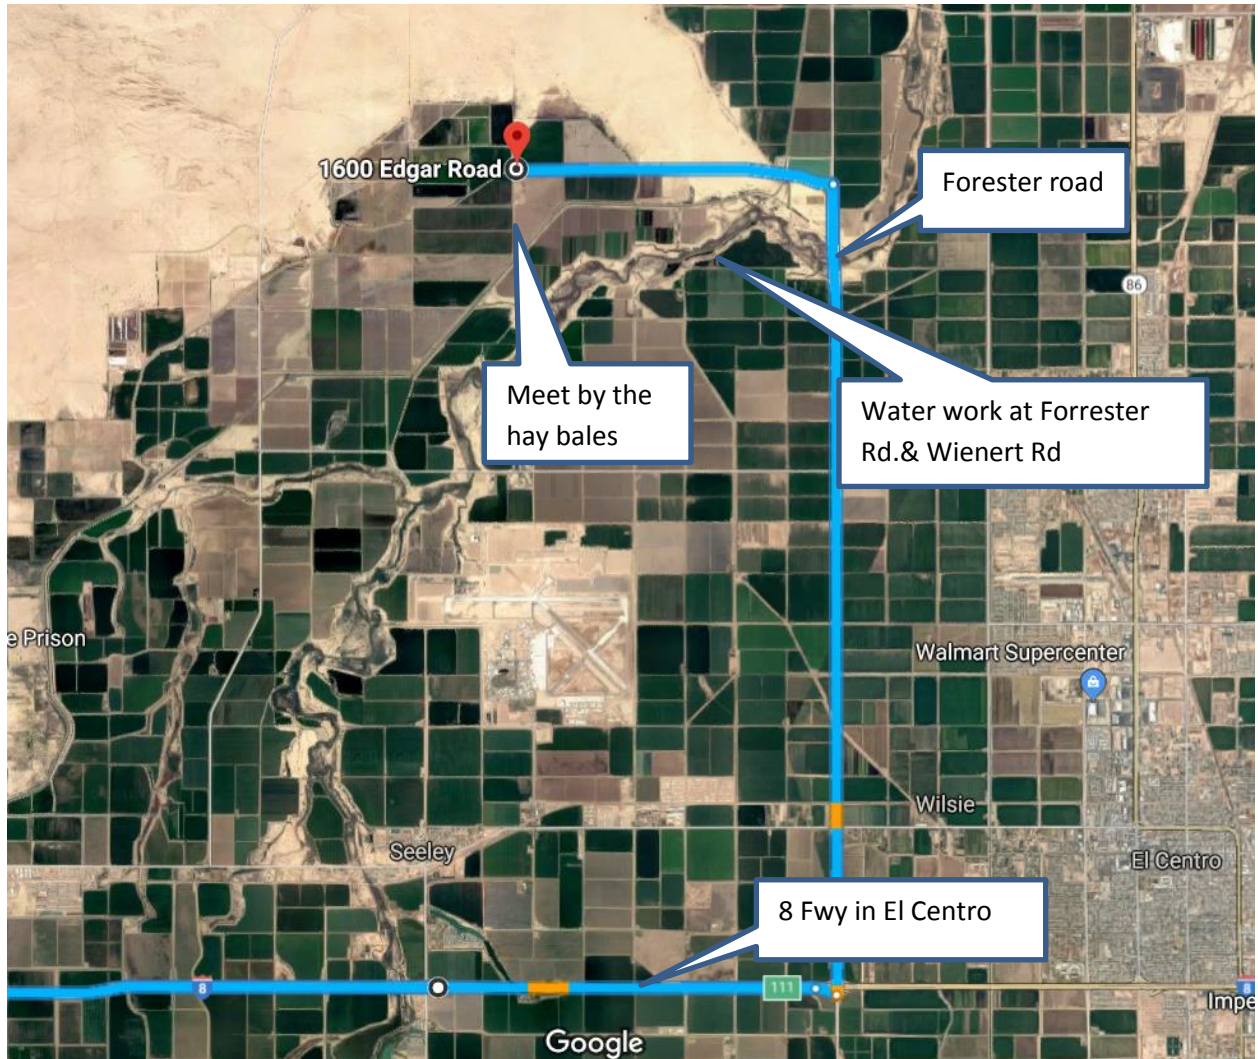 1600 Edgar Road
Forester road
86
Meet by the
hay bales
Water work at Forrester
Rd.& Wienert Rd
e Prison
Walmart Supercenter
Wilsie
Seeley
El Centro
8 Fwy in El Centro
8
111
8
Impe
Google